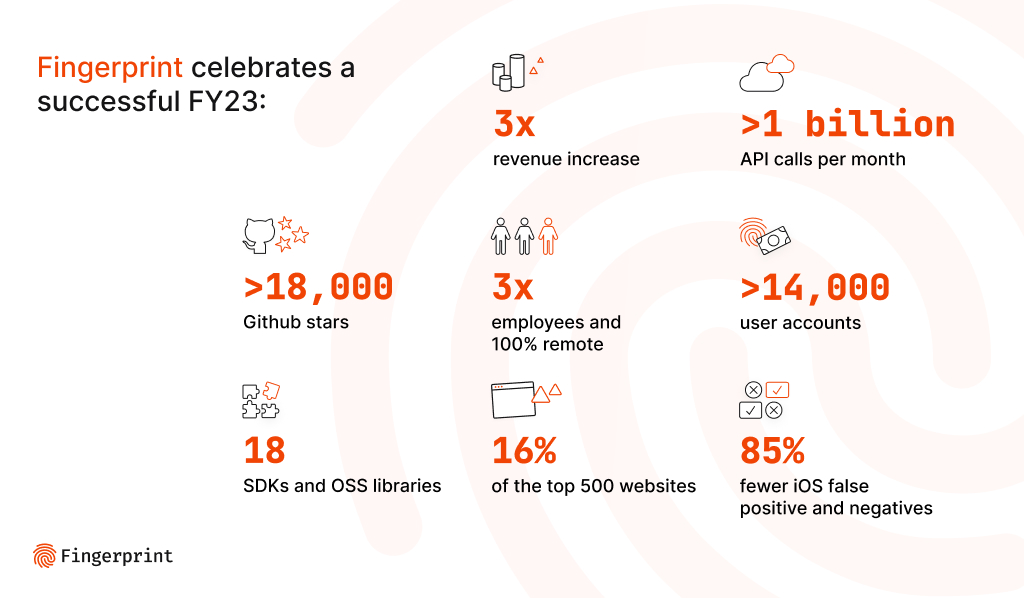 Fingerprint celebrates a
successful FY23:
3x
revenue increase
>1 billion
API calls per month
>18,000
Github stars
3x
employees and
100% remote
>14,000
user accounts
18
SDKs and OSS libraries
16%
of the top 500 websites
85%
fewer iOS false
positive and negatives
Fingerprint